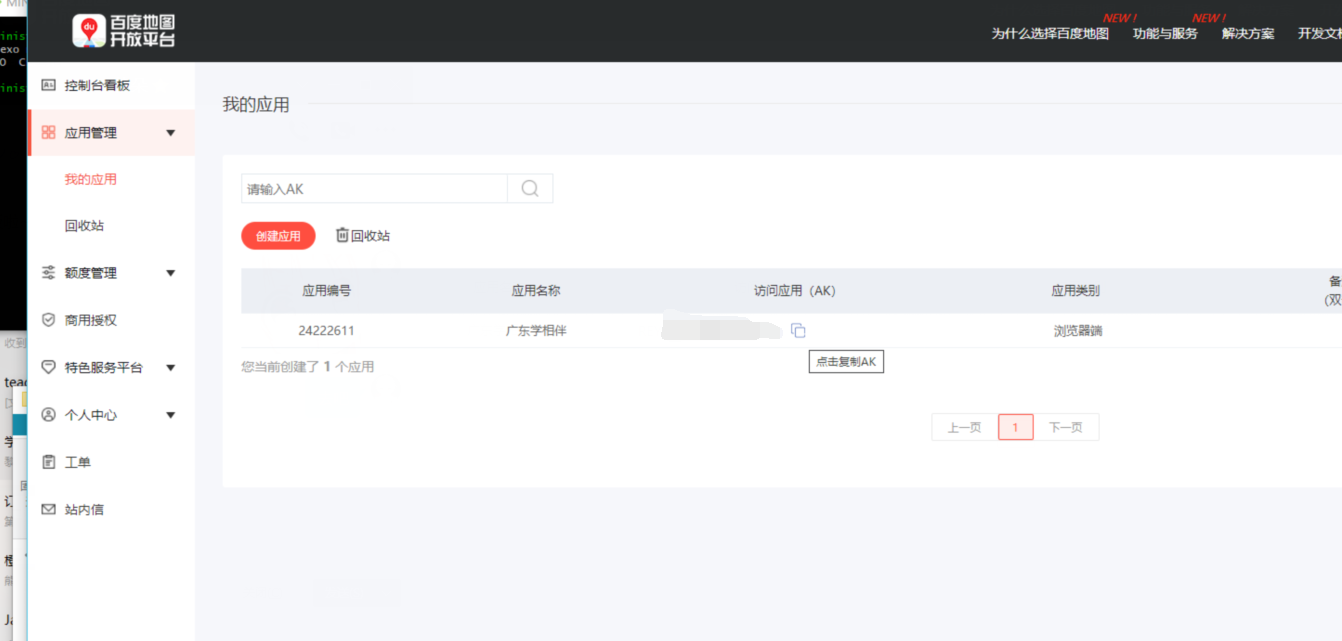 百度地图
开放平台
NEW !
NEW !
为什么选择百度地图
功能与服务
解决方案
开发文
控制台看板
应用管理
我的应用
回收站
额度管理
商用授权
特色服务平台
个人中心
工单
站内信
我的应用
请输入AK
创建应用
回收站
应用编号
应用名称
访问应用（AK）
应用类别
备
(双
24222611
广东学相伴
浏览器端
您当前创建了 1 个应用
点击复制AK
上一页
1
下一页
inis
exo
O C
inis
收到
tea